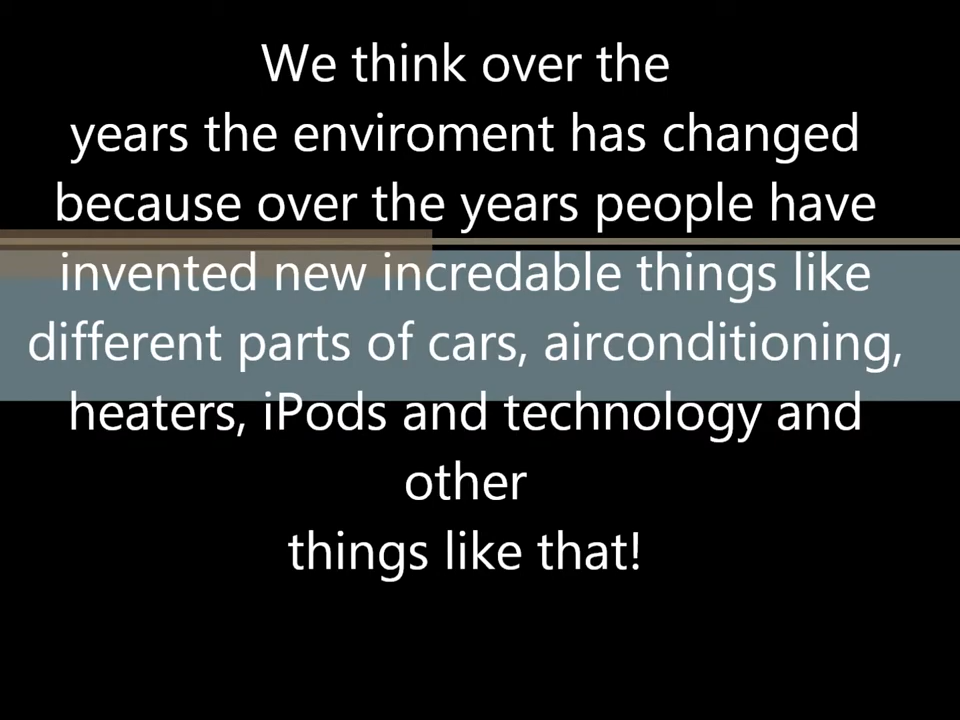 We think over the
years the enviroment has changed
because over the years people have
invented new incredable things like
different parts of cars, airconditioning,
heaters, iPods and technology and
other
things like that!